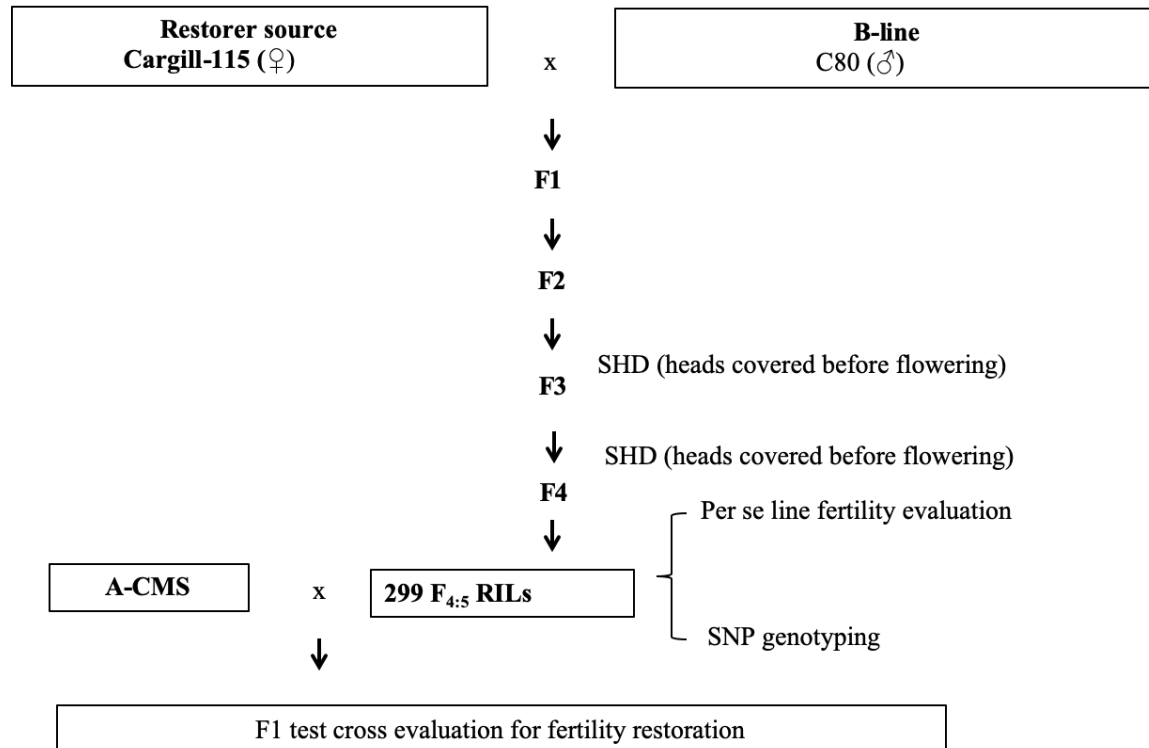 Restorer source
Cargill-115 (♀)
x
B-line
C80 (♂)
F1
F2
SHD (heads covered before flowering)
F3
SHD (heads covered before flowering)
F4
Per se line fertility evaluation
A-CMS
x
299 F4:5 RILs
SNP genotyping
F1 test cross evaluation for fertility restoration